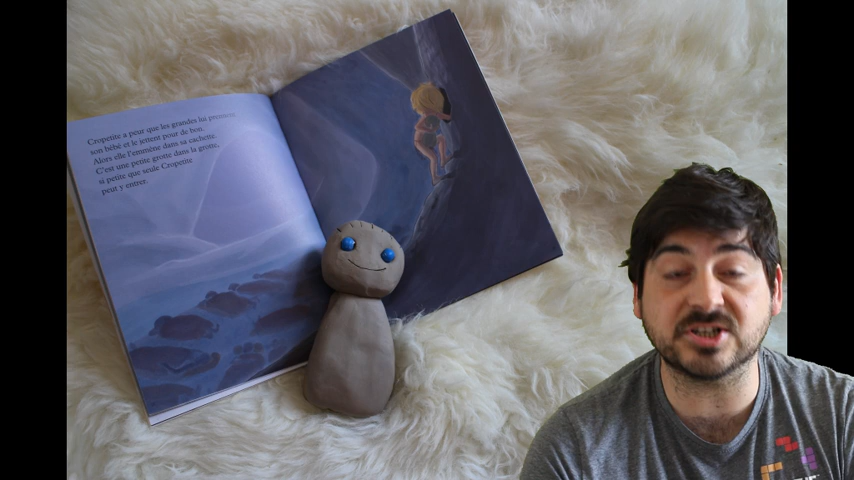 Cropetite a peur que les grandes lui prennent
son bébé et le jettent pour de bon.
Alors elle l'emmène dans sa cachette.
C'est une petite grotte dans la grotte,
si petite que seule Cropetite
peut y entrer.